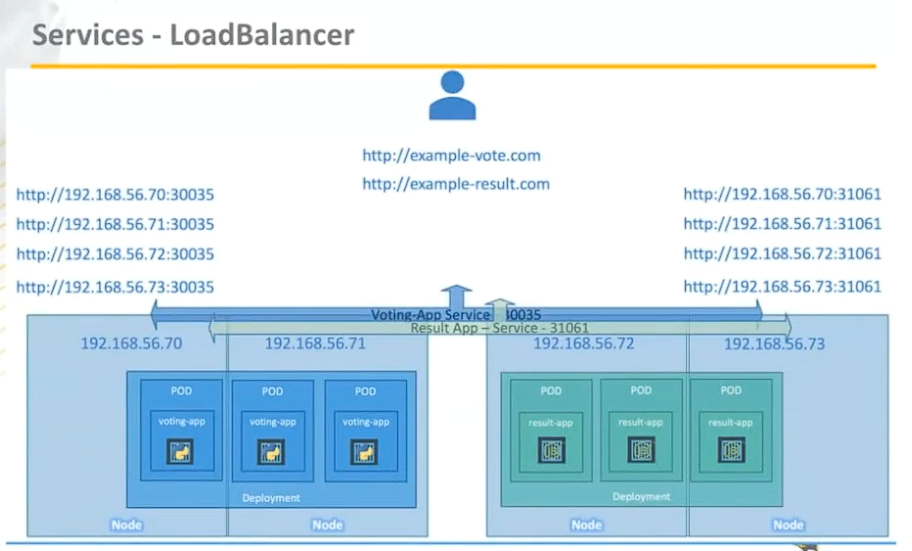 Services - LoadBalancer
http://example-vote.com
http://example-result.com
http://192.168.56.70:30035
http://192.168.56.71:30035
http://192.168.56.72:30035
http://192.168.56.73:30035
http://192.168.56.70:31061
http://192.168.56.71:31061
http://192.168.56.72:31061
http://192.168.56.73:31061
Voting-App Service 30035
Result App – Service - 31061
192.168.56.70
192.168.56.71
192.168.56.72
192.168.56.73
POD
voting-app
POD
voting-app
POD
voting-app
Deployment
POD
result-app
POD
result-app
POD
result-app
Deployment
Node
Node
Node
Node